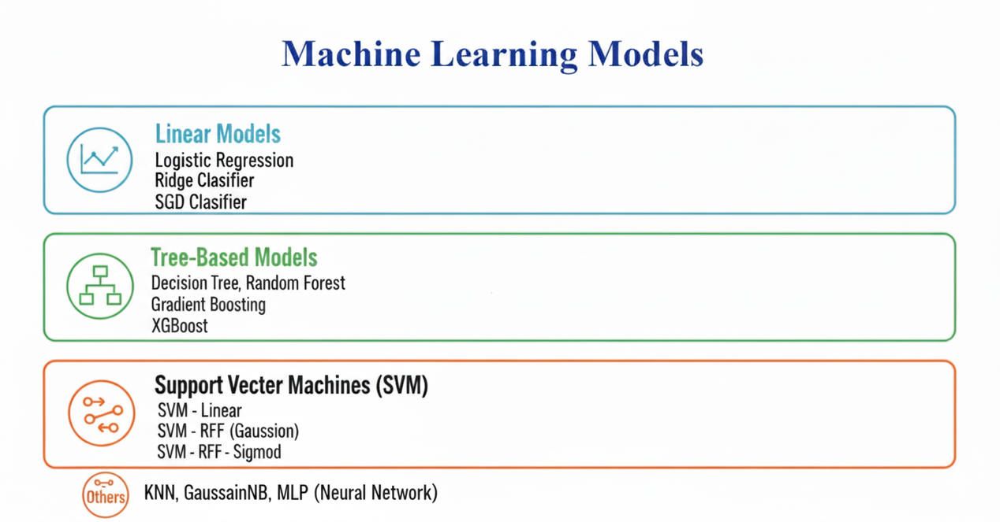 Machine Learning Models
Linear Models
Logistic Regression
Ridge Clasifier
SGD Clasifier
Tree-Based Models
Decision Tree, Random Forest
Gradient Boosting
XGBoost
Support Vecter Machines (SVM)
SVM - Linear
SVM - RFF (Gaussion)
SVM - RFF - Sigmod
Others
KNN, GaussainNB, MLP (Neural Network)